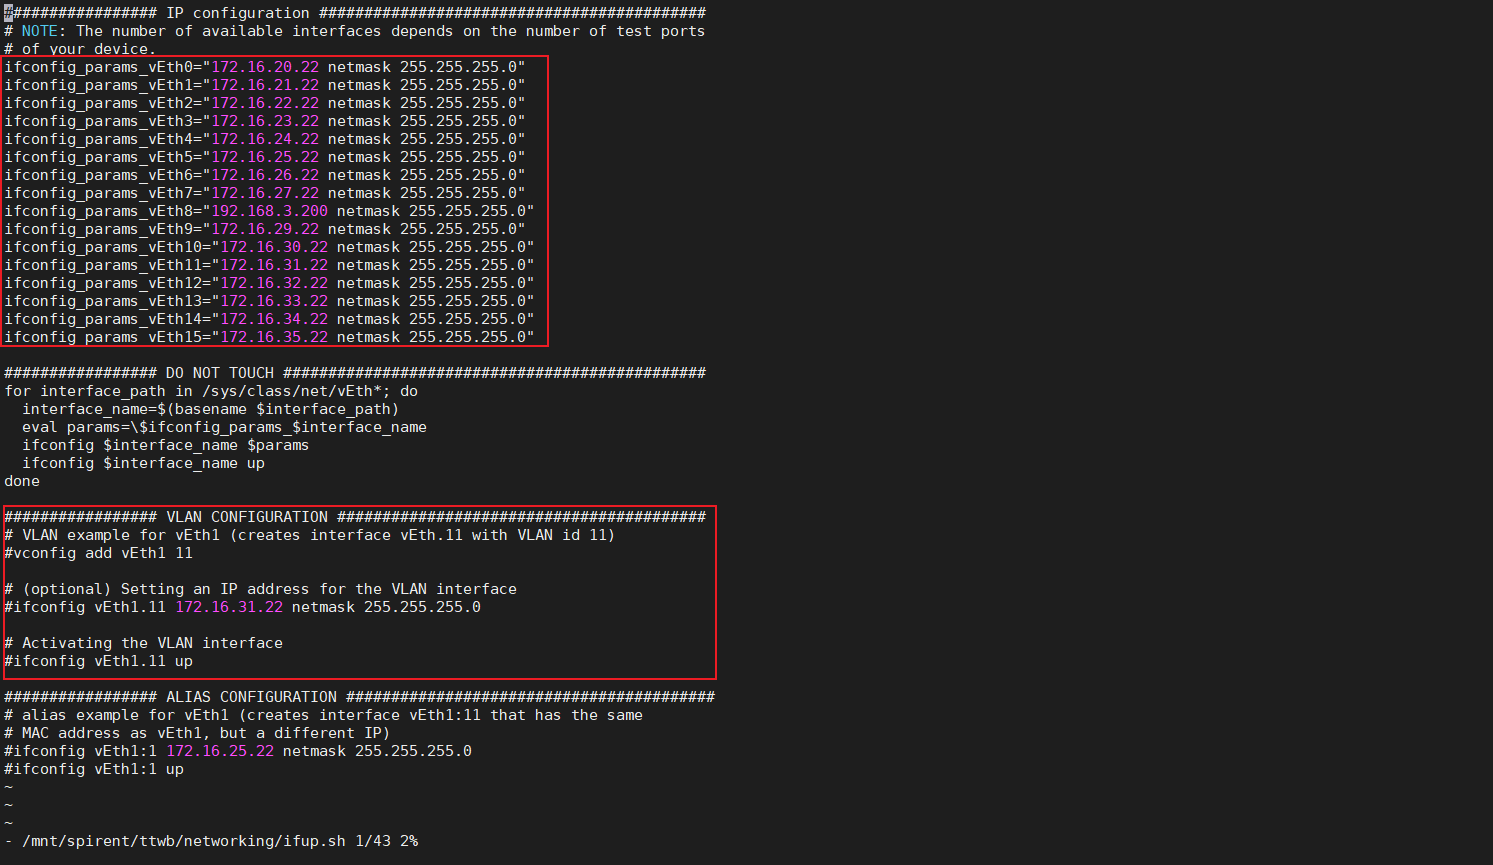 ################# IP configuration ###########################################
# NOTE: The number of available interfaces depends on the number of test ports
# of your device.
ifconfig_params_vEth0="172.16.20.22 netmask 255.255.255.0"
ifconfig_params_vEth1="172.16.21.22 netmask 255.255.255.0"
ifconfig_params_vEth2="172.16.22.22 netmask 255.255.255.0"
ifconfig_params_vEth3="172.16.23.22 netmask 255.255.255.0"
ifconfig_params_vEth4="172.16.24.22 netmask 255.255.255.0"
ifconfig_params_vEth5="172.16.25.22 netmask 255.255.255.0"
ifconfig_params_vEth6="172.16.26.22 netmask 255.255.255.0"
ifconfig_params_vEth7="172.16.27.22 netmask 255.255.255.0"
ifconfig_params_vEth8="192.168.3.200 netmask 255.255.255.0"
ifconfig_params_vEth9="172.16.29.22 netmask 255.255.255.0"
ifconfig_params_vEth10="172.16.30.22 netmask 255.255.255.0"
ifconfig_params_vEth11="172.16.31.22 netmask 255.255.255.0"
ifconfig_params_vEth12="172.16.32.22 netmask 255.255.255.0"
ifconfig_params_vEth13="172.16.33.22 netmask 255.255.255.0"
ifconfig_params_vEth14="172.16.34.22 netmask 255.255.255.0"
ifconfig_params_vEth15="172.16.35.22 netmask 255.255.255.0"
################# DO NOT TOUCH ###############################################
for interface_path in /sys/class/net/vEth*; do
  interface_name=$(basename $interface_path)
  eval params=\$ifconfig_params_$interface_name
  ifconfig $interface_name $params
  ifconfig $interface_name up
done
################# VLAN CONFIGURATION #########################################
# VLAN example for vEth1 (creates interface vEth.11 with VLAN id 11)
#vconfig add vEth1 11
# (optional) Setting an IP address for the VLAN interface
#ifconfig vEth1.11 172.16.31.22 netmask 255.255.255.0
# Activating the VLAN interface
#ifconfig vEth1.11 up
################# ALIAS CONFIGURATION #########################################
# alias example for vEth1 (creates interface vEth1:11 that has the same
# MAC address as vEth1, but a different IP)
#ifconfig vEth1:1 172.16.25.22 netmask 255.255.255.0
#ifconfig vEth1:1 up
~
~
~
- /mnt/spirent/ttwb/networking/ifup.sh 1/43 2%